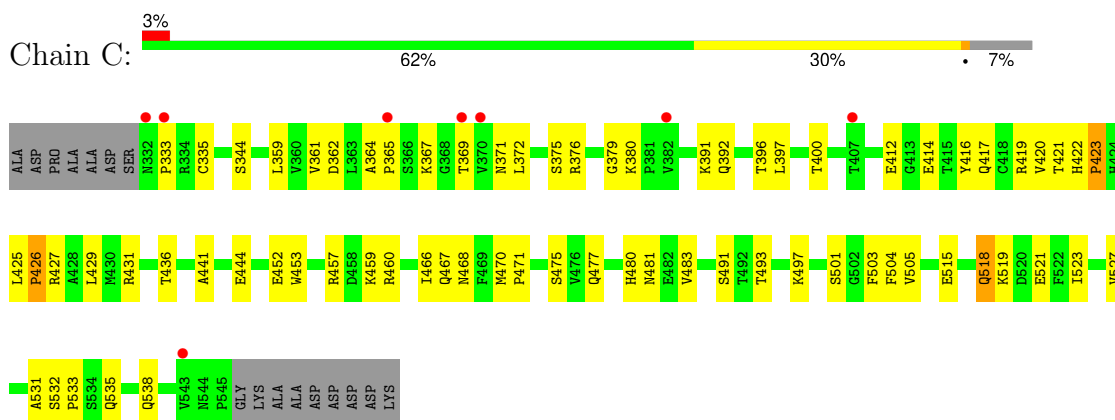 3%
Chain C:
62% 30% • 7%
ALA ASP PRO ALA ALA ASP SER N332 P333 R334 C335 S344 L359 V360 V361 D362 L363 A364 P365 S366 K367 G368 T369 V370 N371 L372 S375 R376 G379 K380 P381 V382 K391 Q392 T396 L397 T400 T407 E412 G413 E414 T415 Y416 Q417 C418 R419 V420 T421 H422 P423 H424
L425 P426 R427 A428 L429 M430 R431 T436 A441 E444 E452 W453 R457 D458 K459 R460 I466 Q467 N468 F469 M470 P471 S475 V476 Q477 H480 N481 E482 V483 S491 T492 T493 K497 S501 G502 F503 F504 V505 E515 Q518 K519 D520 E521 F522 I523 V527
A531 S532 P533 S534 Q535 Q538 V543 N544 P545 GLY LYS ALA ALA ASP ASP ASP ASP LYS